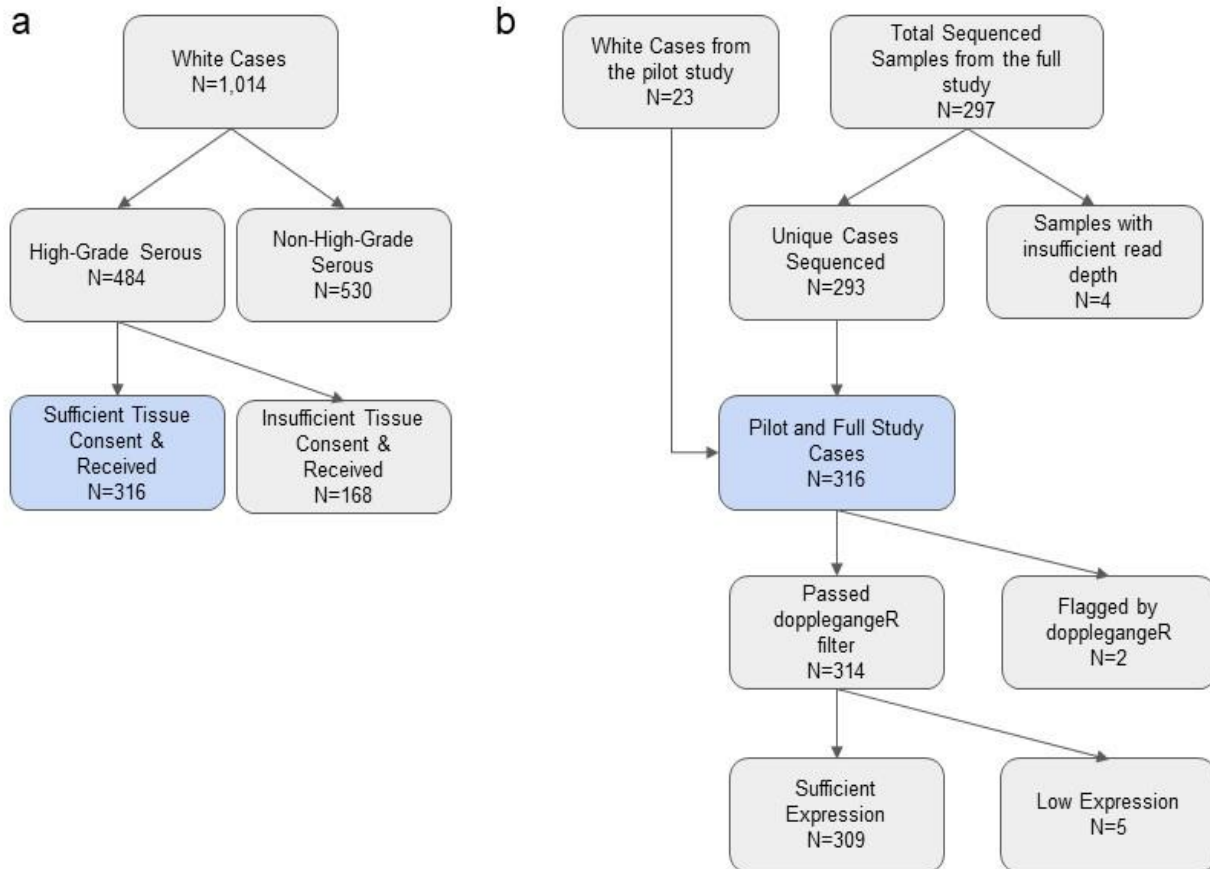 a
White Cases
N=1,014
High-Grade Serous
N=484
Non-High-Grade
Serous
N=530
Sufficient Tissue
Consent &
Received
N=316
Insufficient Tissue
Consent &
Received
N=168
b
White Cases from
the pilot study
N=23
Total Sequenced
Samples from the full
study
N=297
Unique Cases
Sequenced
N=293
Samples with
insufficient read
depth
N=4
Pilot and Full Study
Cases
N=316
Passed
dopplegangeR
filter
N=314
Flagged by
dopplegangeR
N=2
Sufficient
Expression
N=309
Low Expression
N=5